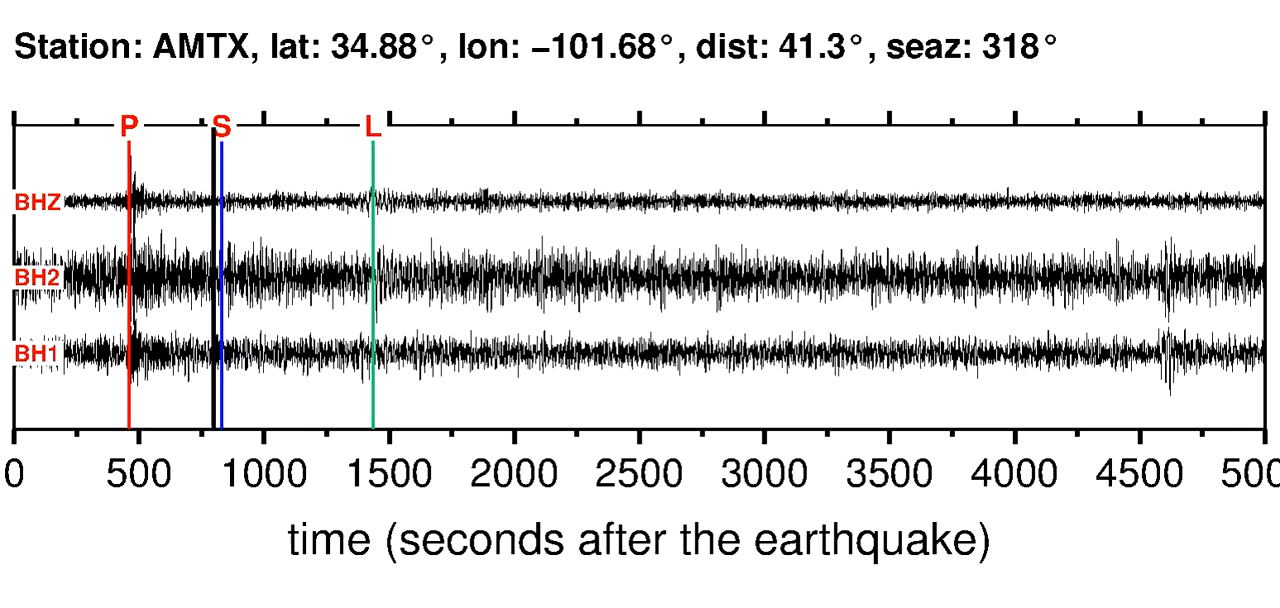 Station: AMTX, lat: 34.88°, lon: −101.68°, dist: 41.3°, seaz: 318°
P S L
BHZ
BH2
BH1
0 500 1000 1500 2000 2500 3000 3500 4000 4500 500
time (seconds after the earthquake)